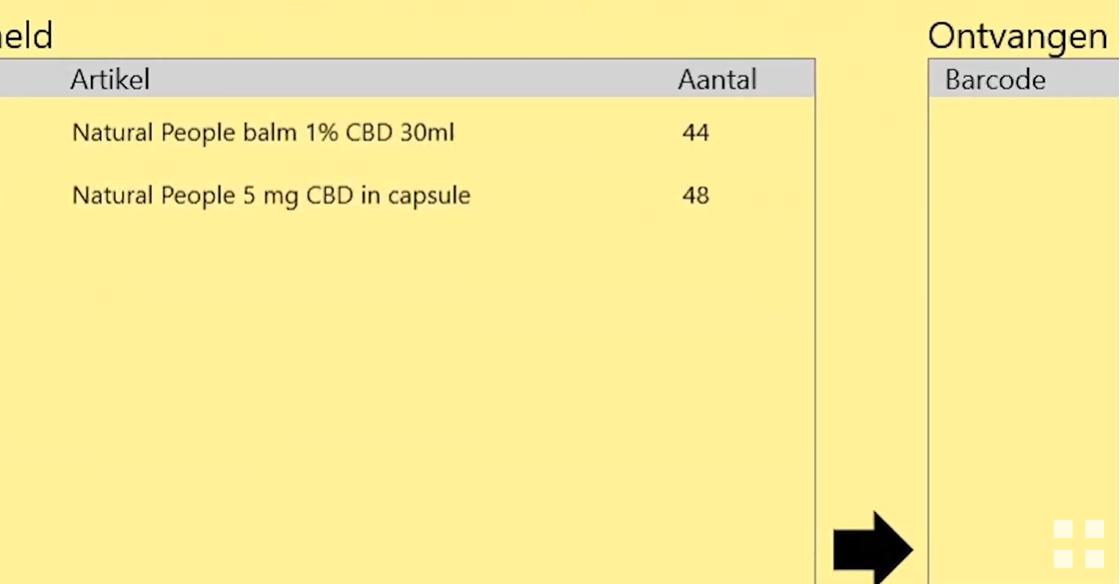 Ontvangen
Artikel Aantal
Barcode
Natural People balm 1% CBD 30ml 44
Natural People 5 mg CBD in capsule 48